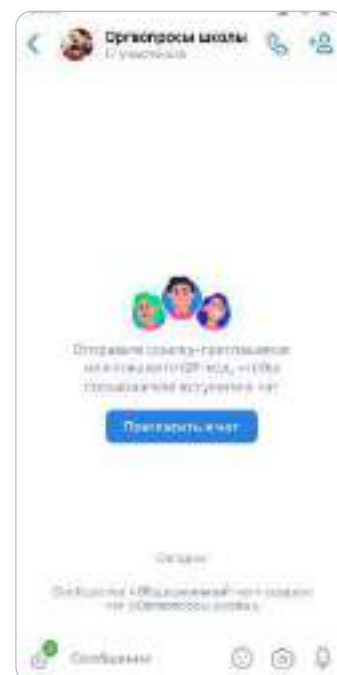 Оргвопросы школы
17 участников
Отправьте ссылку-приглашение
или покажите QR-код, чтобы
пользователи вступили в чат
Пригласить в чат
Сегодня
Сообщество «Общешкольный чат» создало
чат «Оргвопросы школы»
Сообщение